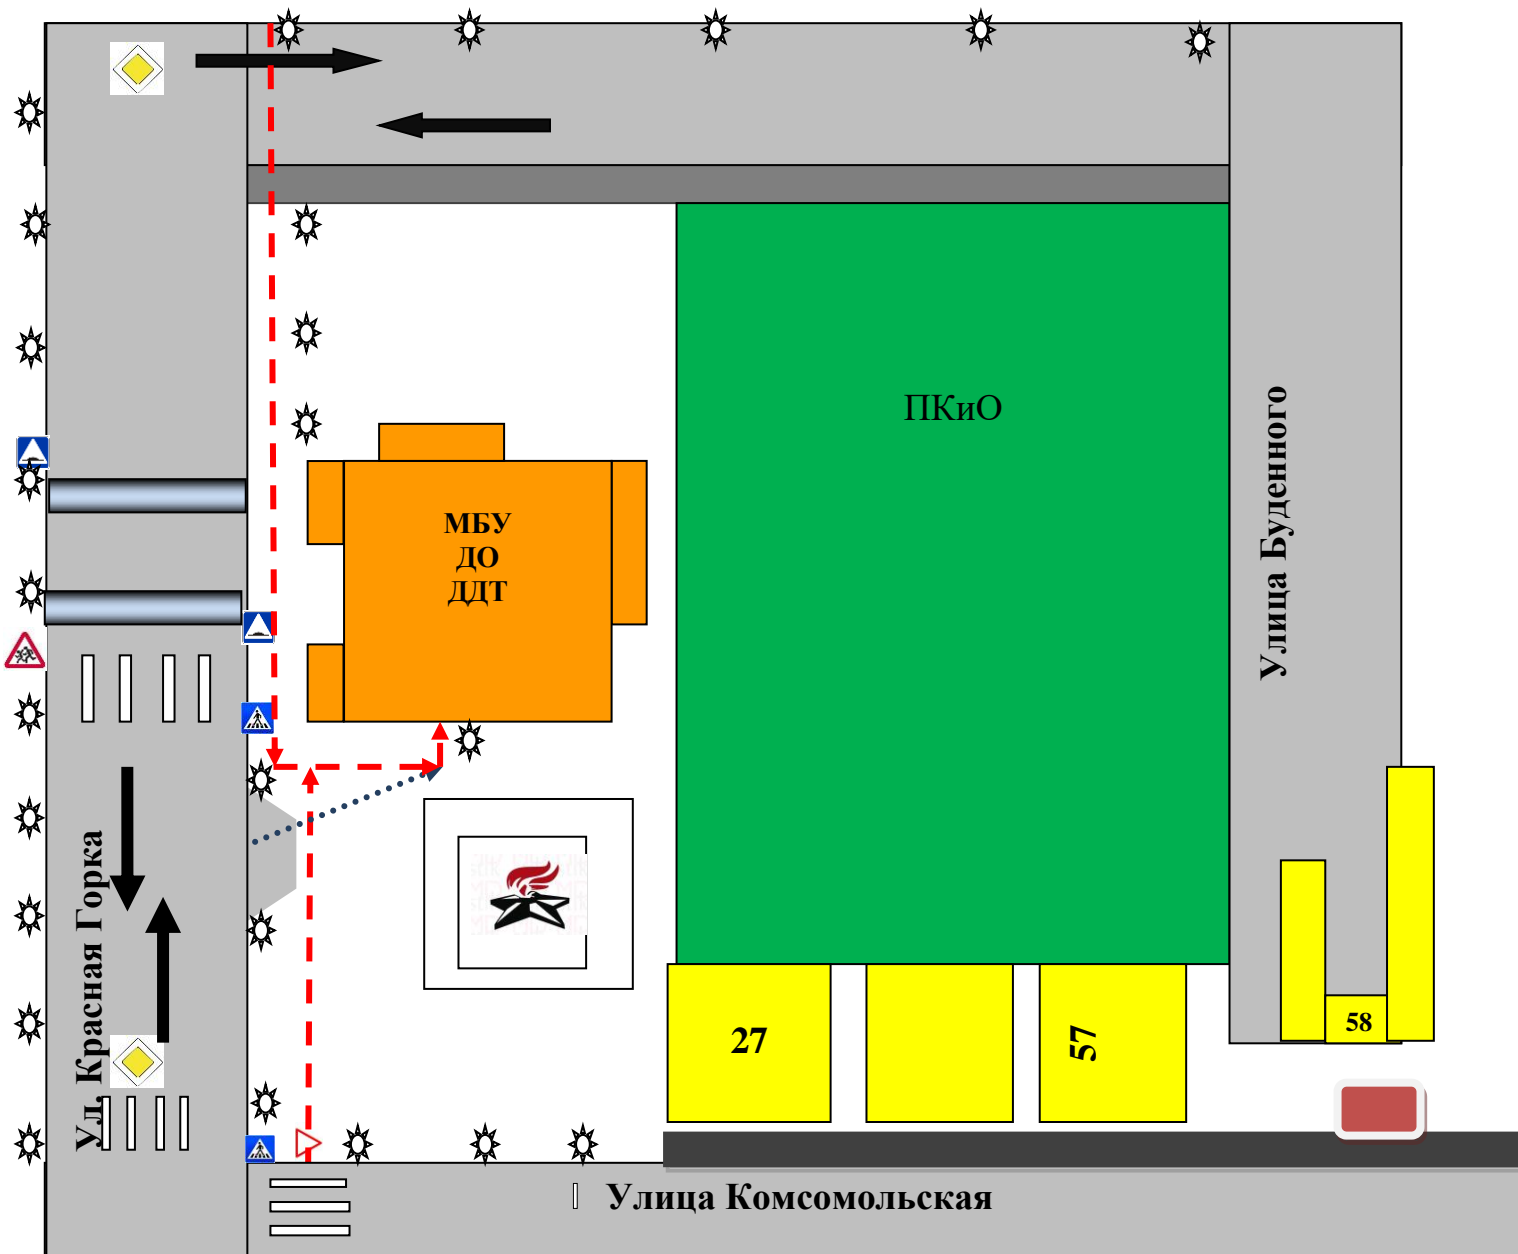 ПКиО
МБУ
ДО
ДДТ
Улица Буденного
Ул. Красная Горка
27
57
58
Улица Комсомольская